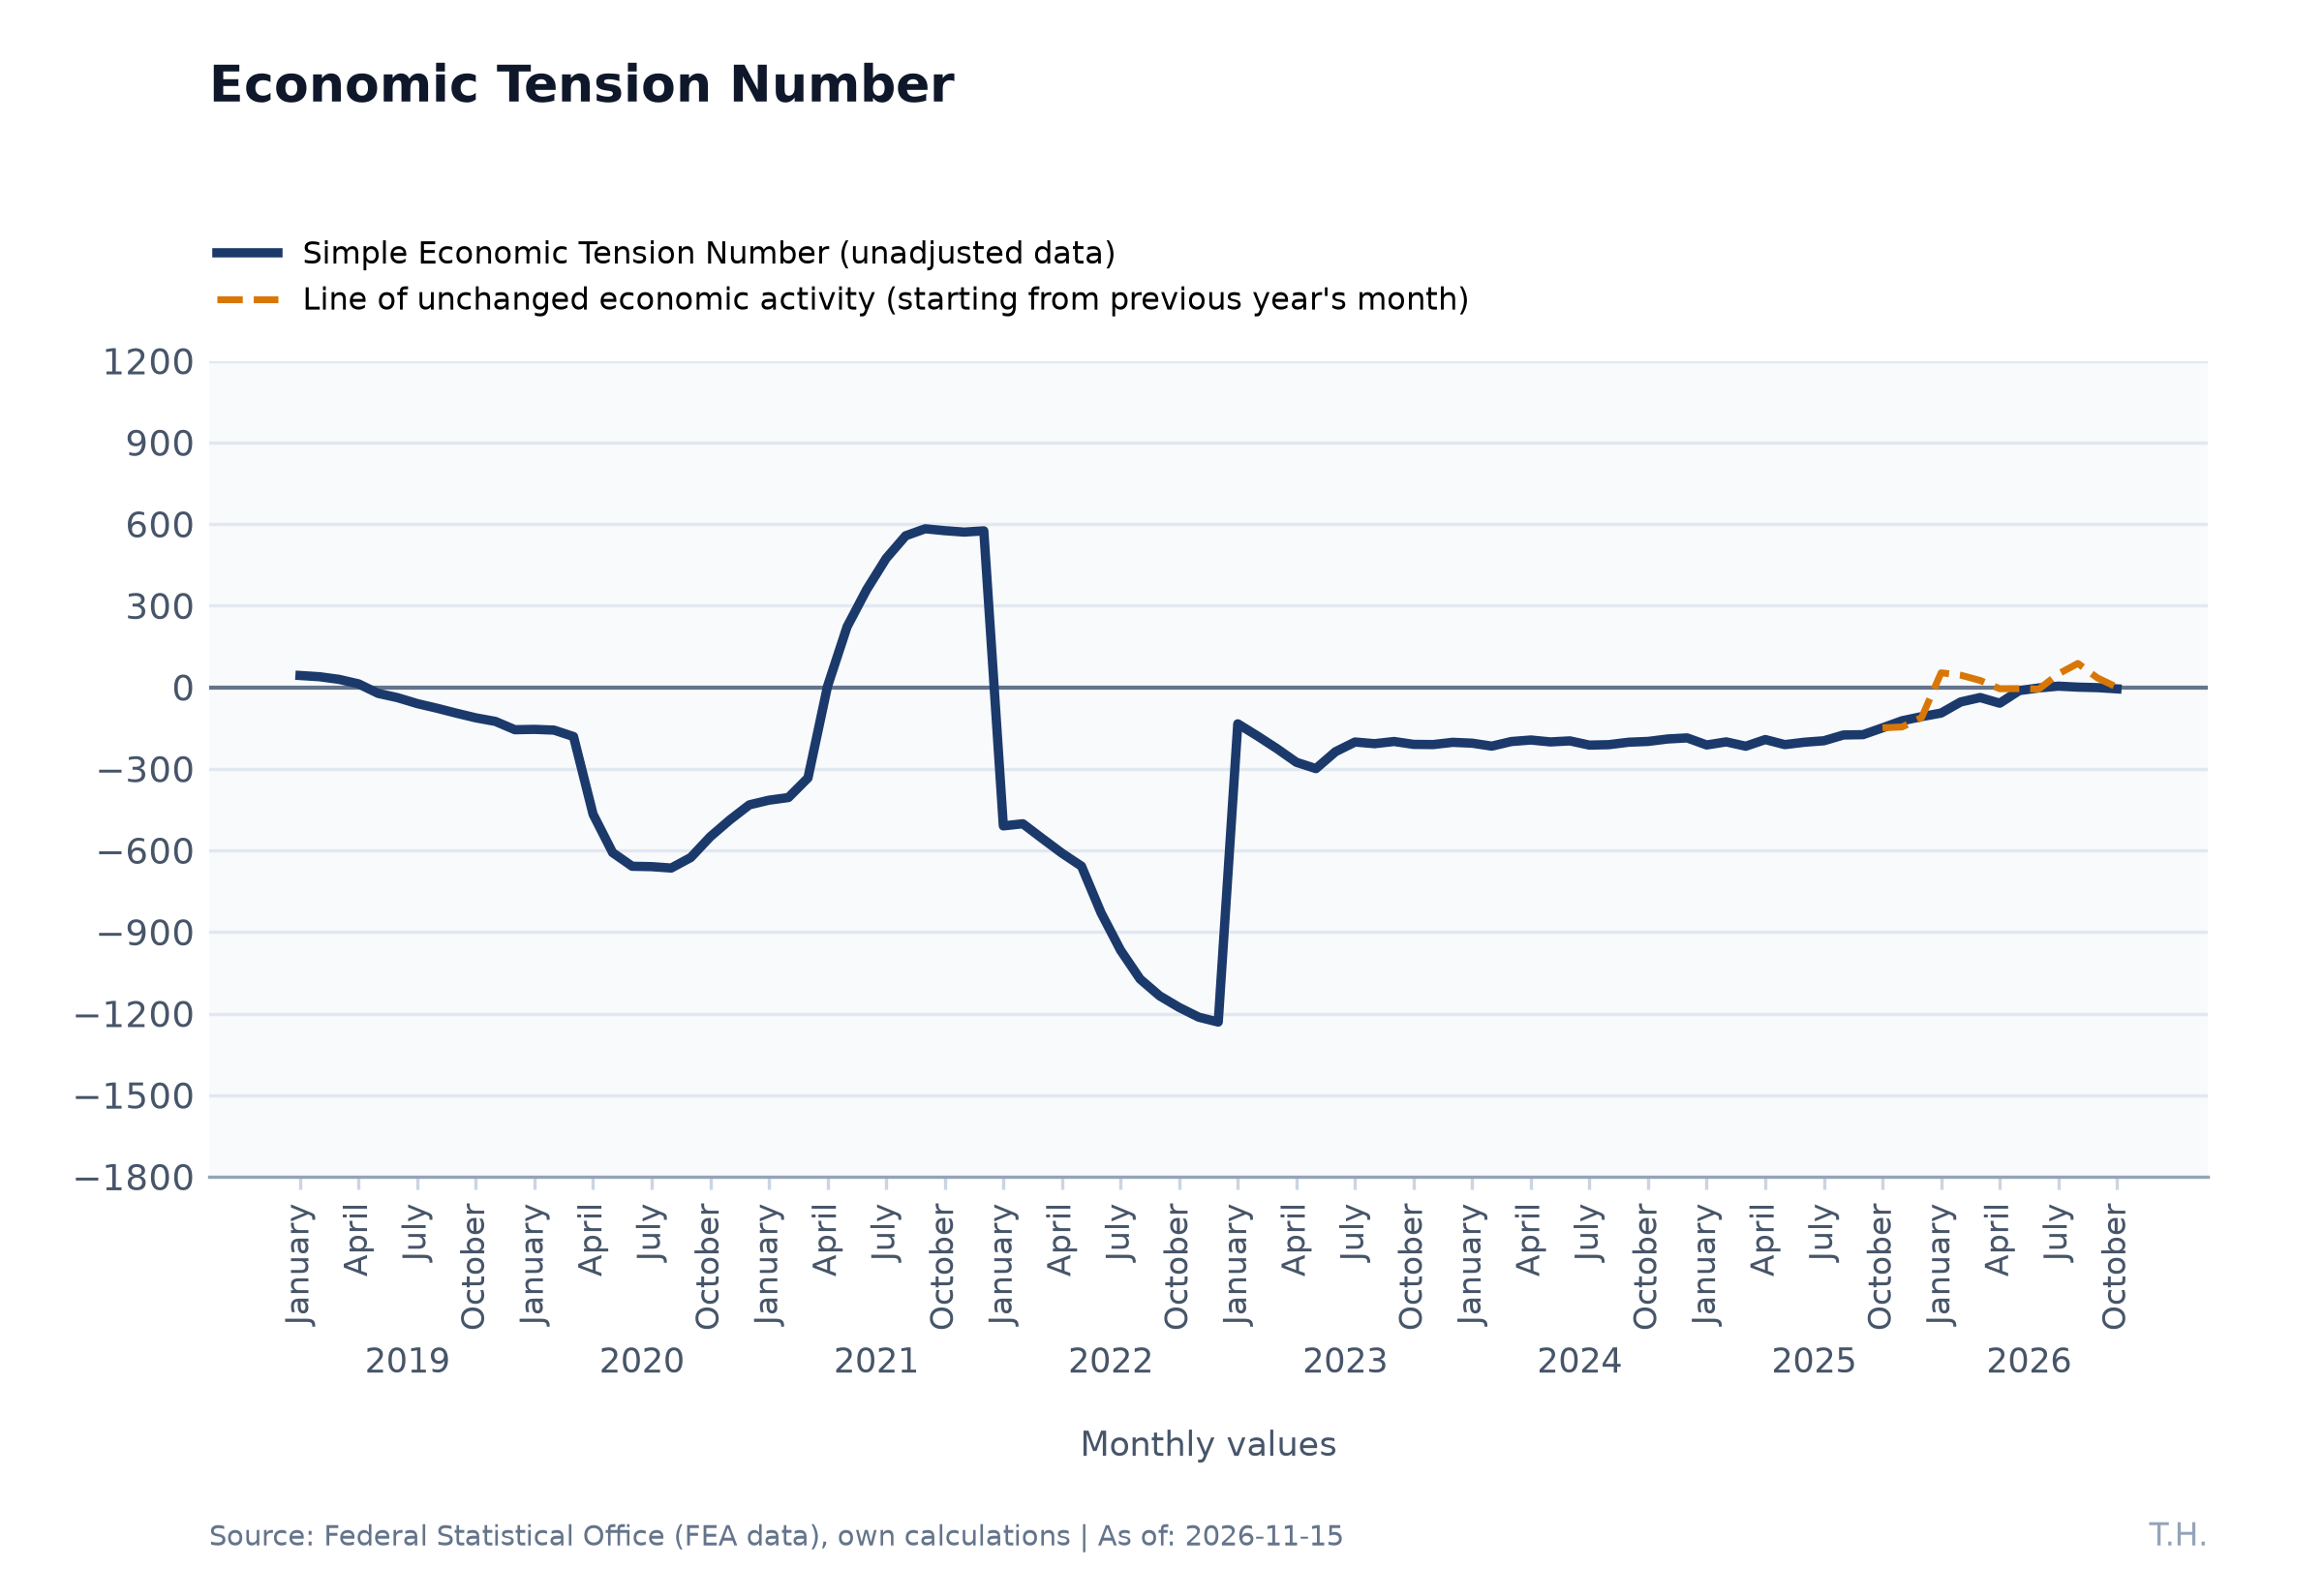 Economic Tension Number
Simple Economic Tension Number (unadjusted data)
Line of unchanged economic activity (starting from previous year's month)
1200
900
600
300
0
−300
−600
−900
−1200
−1500
−1800
January April July October January April July October January April July October January April July October January April July October January April July October January April July October January April July October
2019 2020 2021 2022 2023 2024 2025 2026
Monthly values
Source: Federal Statistical Office (FEA data), own calculations | As of: 2026-11-15 T.H.